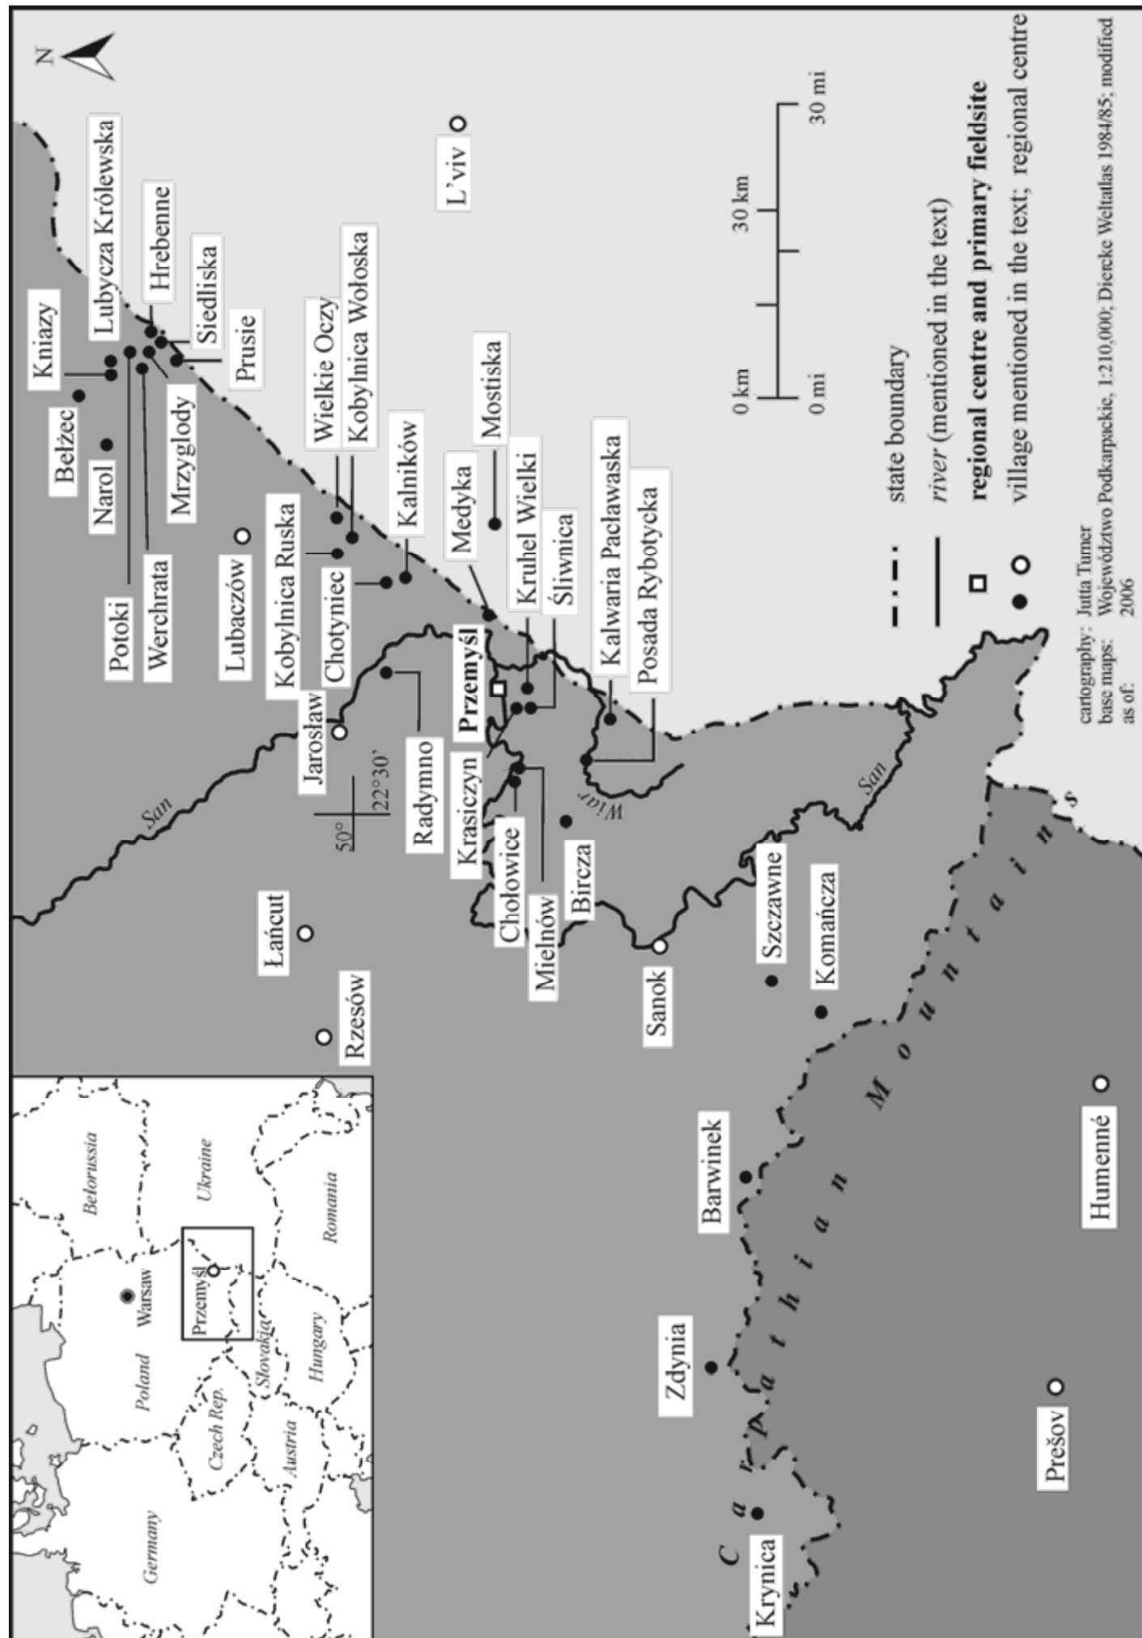 N
Germany
Poland
Warsaw
Belorussia
Przemyśl
Ukraine
Czech Rep.
Slovakia
Austria
Hungary
Romania
Kniazy
Lubycza Królewska
Bełżec
Hrebenne
Narol
Siedliska
Potoki
Prusie
Werchrata
Mrzyglody
Lubaczów
Wielkie Oczy
Kobylnica Wołoska
Kobylnica Ruska
Kalników
Chotyniec
Jarosław
San
50°
22°30'
Łańcut
Rzesów
Radymno
L'viv
Mostiska
Medyka
Przemyśl
Kruhel Wielki
Śliwnica
Krasiczyn
Chołowice
Mielnów
Bircza
Wiar
Kalwaria Pacławaska
Posada Rybotycka
Sanok
San
Szczawne
Komańcza
Barwinek
Zdynia
Krynica
Carpathian Mountains
Humenné
Prešov
0 km 30 km
0 mi 30 mi
state boundary
river (mentioned in the text)
regional centre and primary fieldsite
village mentioned in the text; regional centre
cartography: Jutta Turner
base maps: Województwo Podkarpackie, 1:210,000; Diercke Weltatlas 1984/85; modified
as of: 2006